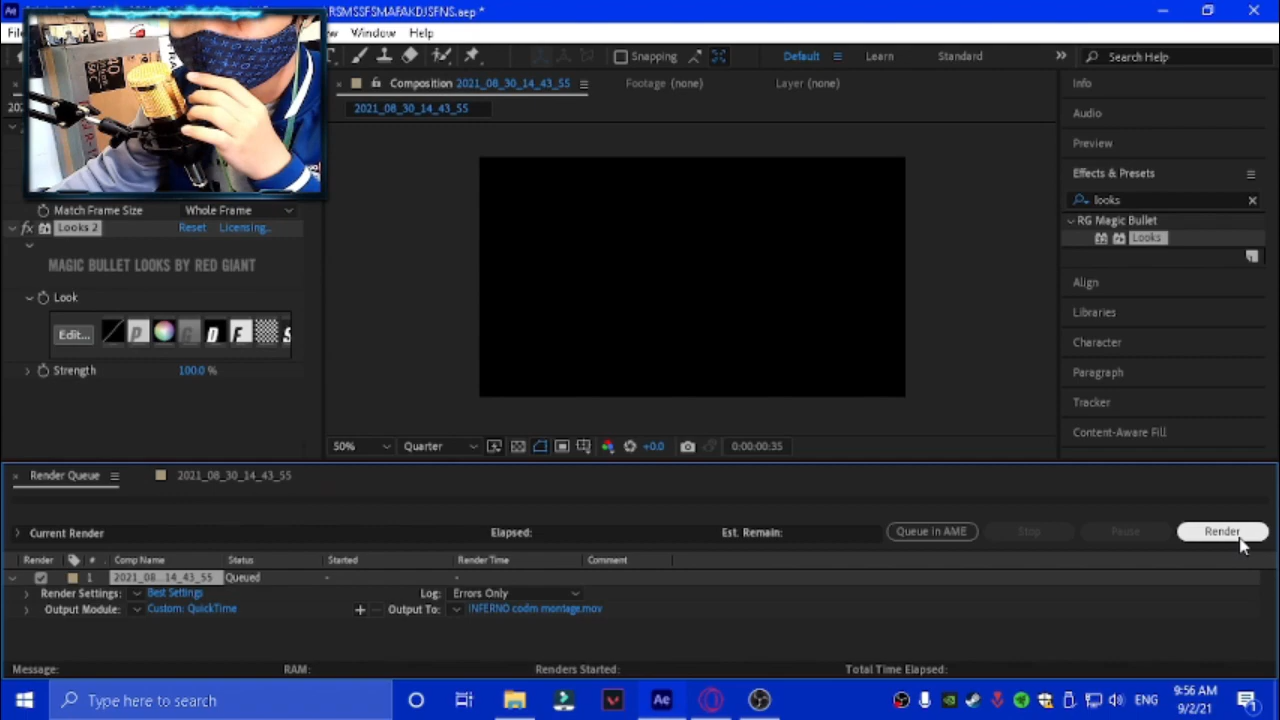 RSMSSFSMAFAKDJSFNS.aep *
Window Help
Snapping Default Learn Standard Search Help
Composition 2021_08_30_14_43_55 Footage (none) Layer (none)
2021_08_30_14_43_55
Info
Audio
Preview
Effects & Presets
looks
RG Magic Bullet
Looks
Align
Libraries
Character
Paragraph
Tracker
Content-Aware Fill
Match Frame Size Whole Frame
fx Looks 2 Reset Licensing...
MAGIC BULLET LOOKS BY RED GIANT
Look
Edit...
Strength 100.0 %
50% Quarter +0.0 0:00:00:35
Render Queue 2021_08_30_14_43_55
Current Render Elapsed: Est. Remain: Queue in AME Stop Pause Render
Render # Comp Name Status Started Render Time Comment
1 2021_08...14_43_55 Queued - -
Render Settings: Best Settings Log: Errors Only
Output Module: Custom: QuickTime Output To: INFERNO codm montage.mov
Message: RAM: Renders Started: Total Time Elapsed:
Type here to search Ae ENG 9:56 AM
9/2/21